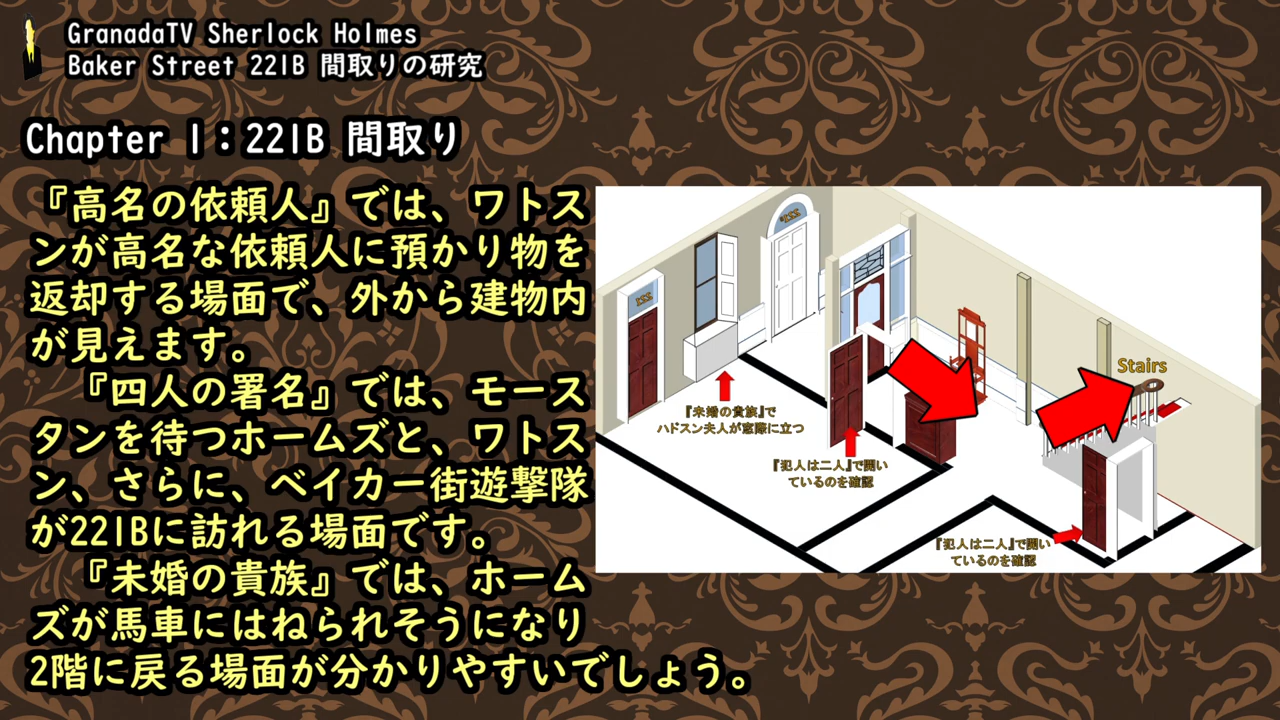 GranadaTV Sherlock Holmes
Baker Street 221B 間取りの研究
Chapter 1：221B 間取り
『高名の依頼人』では、ワトス
ンが高名な依頼人に預かり物を
返却する場面で、外から建物内
が見えます。
『四人の署名』では、モース
タンを待つホームズと、ワトス
ン、さらに、ベイカー街遊撃隊
が221Bに訪れる場面です。
『未婚の貴族』では、ホーム
ズが馬車にはねられそうになり
2階に戻る場面が分かりやすいでしょう。
Stairs
『未婚の貴族』で
ハドスン夫人が窓際に立つ
『犯人は二人』で開い
ているのを確認
『犯人は二人』で開い
ているのを確認